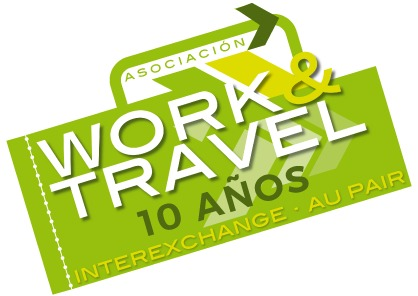 ASOCIACIÓN
WORK &
TRAVEL
10 AÑOS
INTEREXCHANGE · AU PAIR